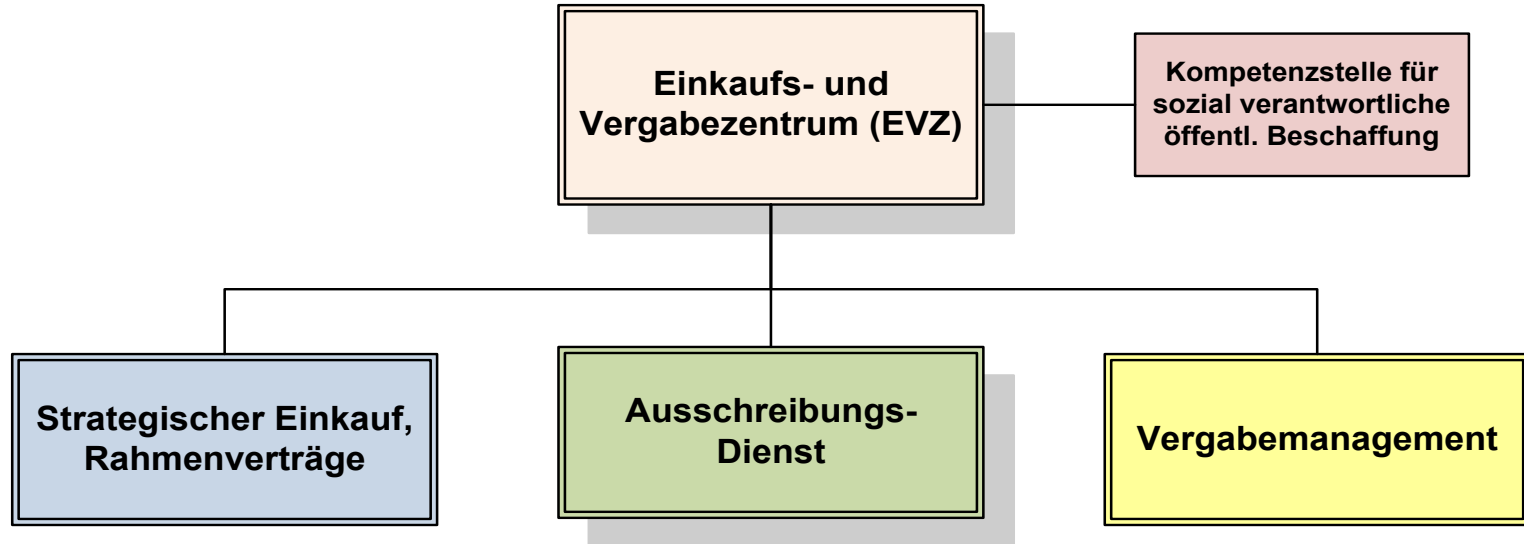 Einkaufs- und
Vergabezentrum (EVZ)
Kompetenzstelle für
sozial verantwortliche
öffentl. Beschaffung
Strategischer Einkauf,
Rahmenverträge
Ausschreibungs-
Dienst
Vergabemanagement